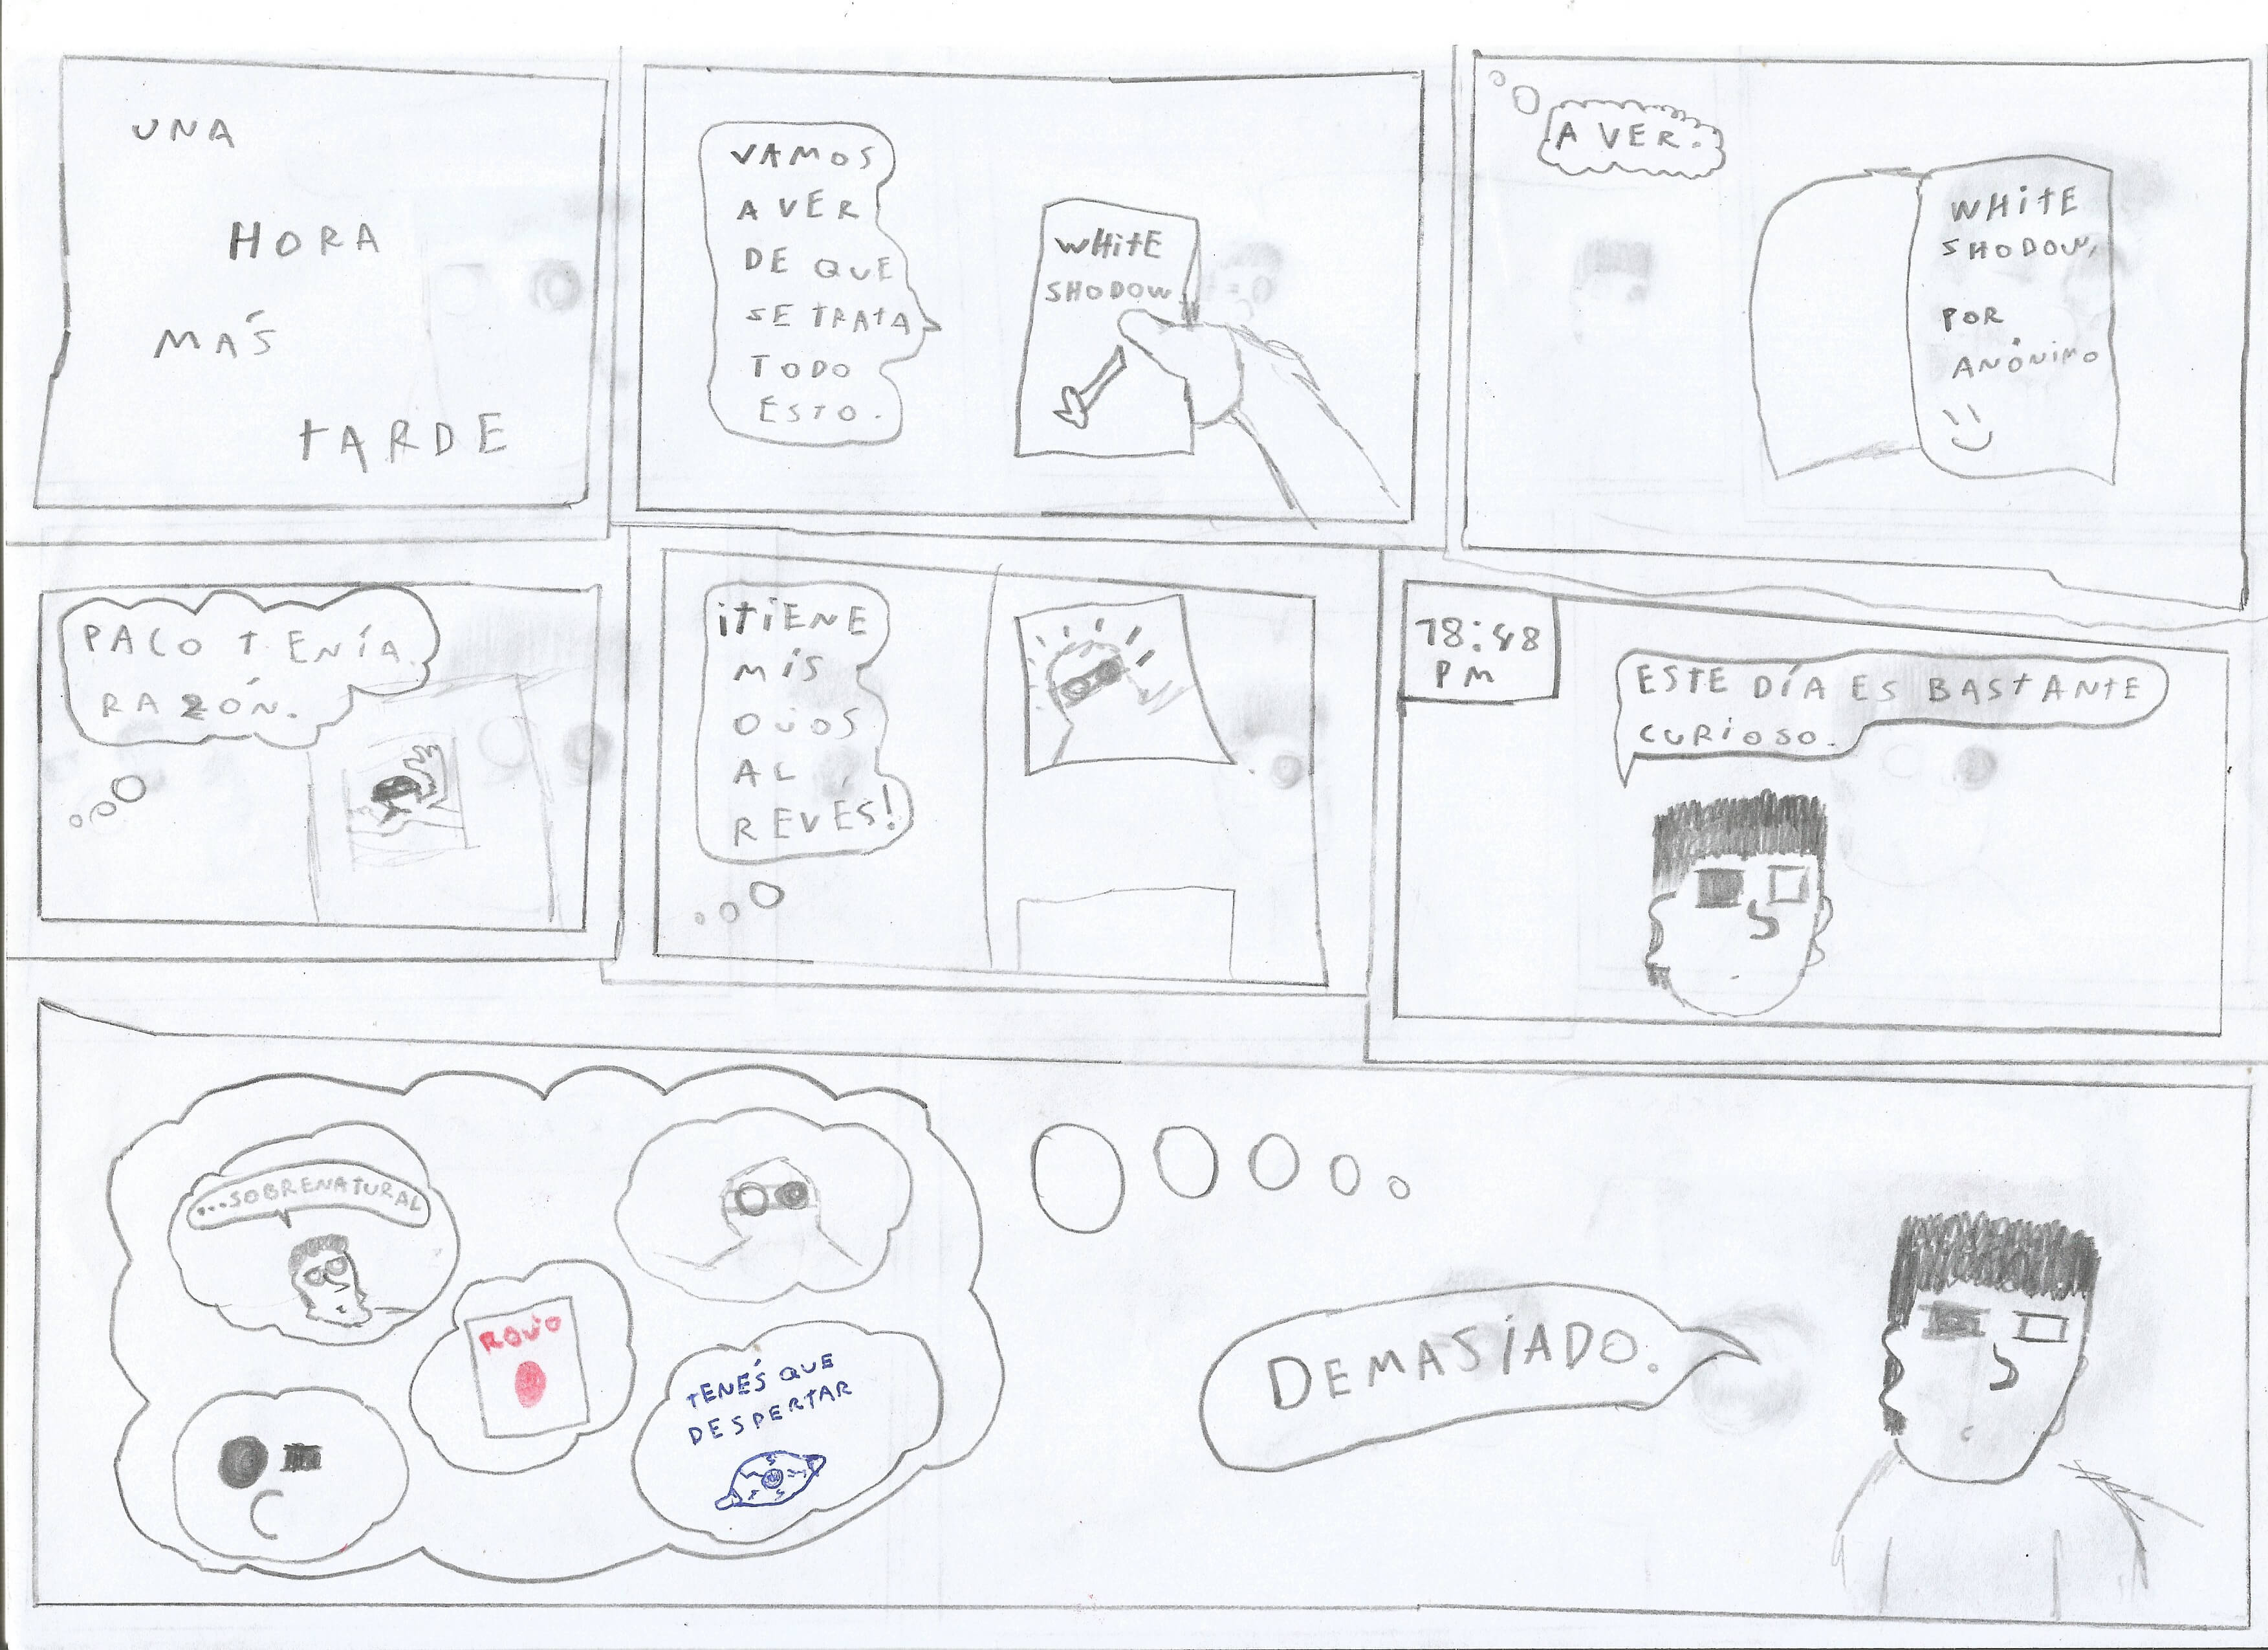 UNA
HORA
MAS
TARDE
VAMOS
A VER
DE QUE
SE TRATA
TODO
ESTO.
WHITE
SHODOW
A VER.
WHITE
SHODOW,
POR
ANÓNIMO
PACO TENÍA
RAZÓN.
¡TIENE
MIS
OJOS
AL
REVÉS!
18:48
PM
ESTE DÍA ES BASTANTE
CURIOSO.
...SOBRENATURAL
ROJO
TENÉS QUE
DESPERTAR
DEMASIADO.